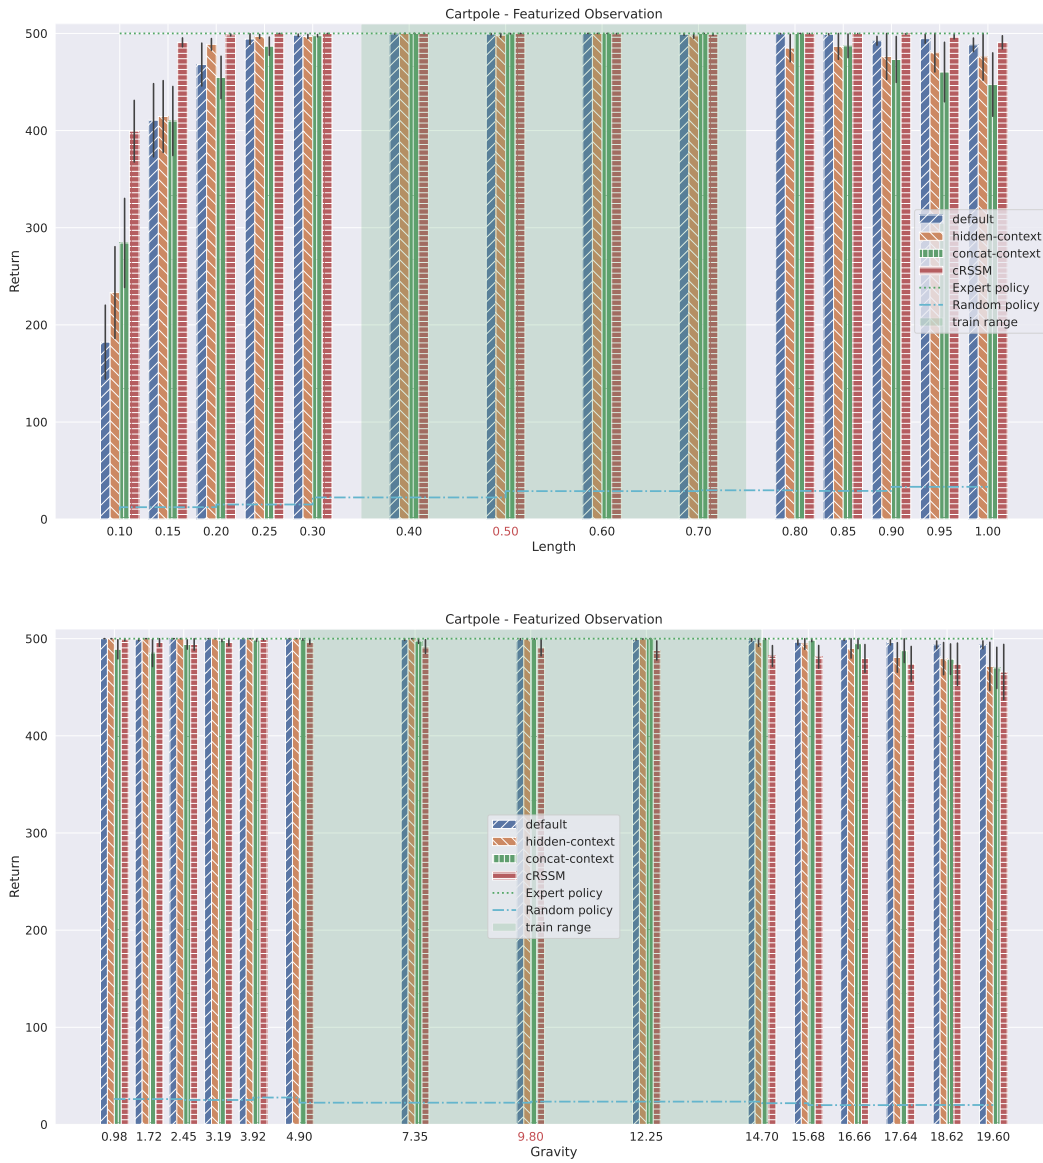 Cartpole - Featurized Observation
500
400
300
200
100
0
Return
default
hidden-context
concat-context
cRSSM
Expert policy
Random policy
train range
0.10 0.15 0.20 0.25 0.30 0.40 0.50 0.60 0.70 0.80 0.85 0.90 0.95 1.00
Length
Cartpole - Featurized Observation
500
400
300
200
100
0
Return
default
hidden-context
concat-context
cRSSM
Expert policy
Random policy
train range
0.98 1.72 2.45 3.19 3.92 4.90 7.35 9.80 12.25 14.70 15.68 16.66 17.64 18.62 19.60
Gravity